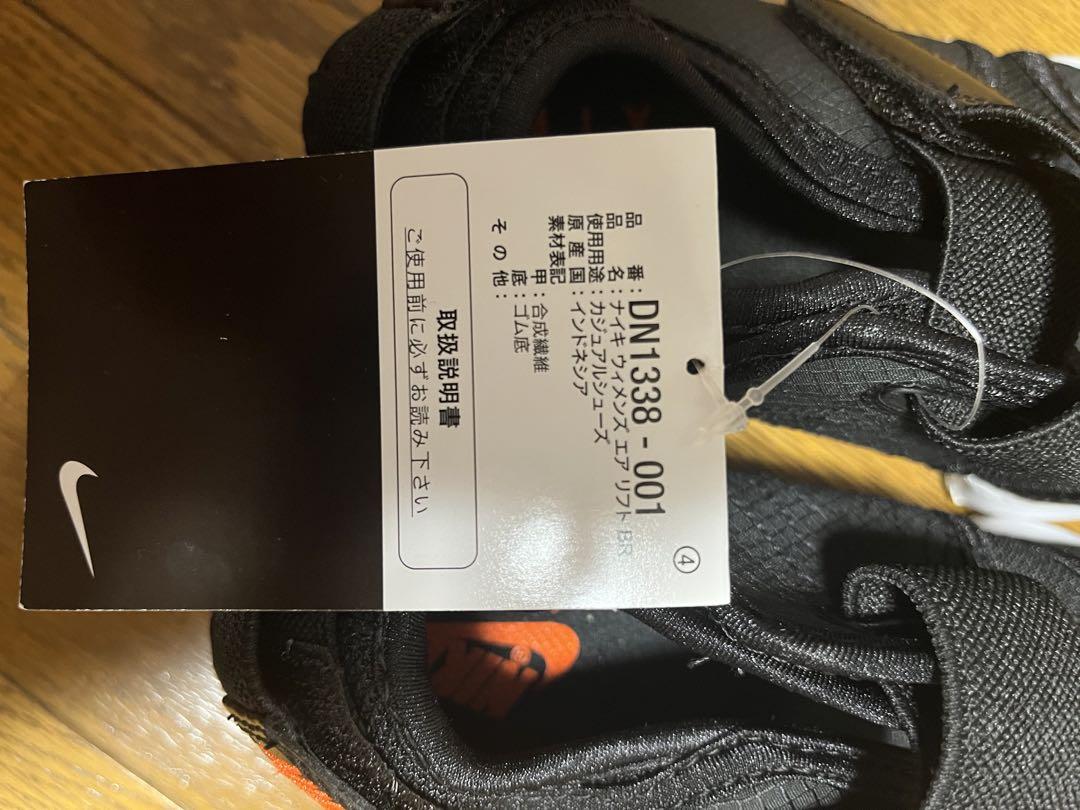 品番：DN1338-001
品名：ナイキ ウィメンズ エア リフト BR
使用用途：カジュアルシューズ
原産国：インドネシア
素材表記
甲：合成繊維
底：ゴム底
その他：
④
取扱説明書
ご使用前に必ずお読み下さい